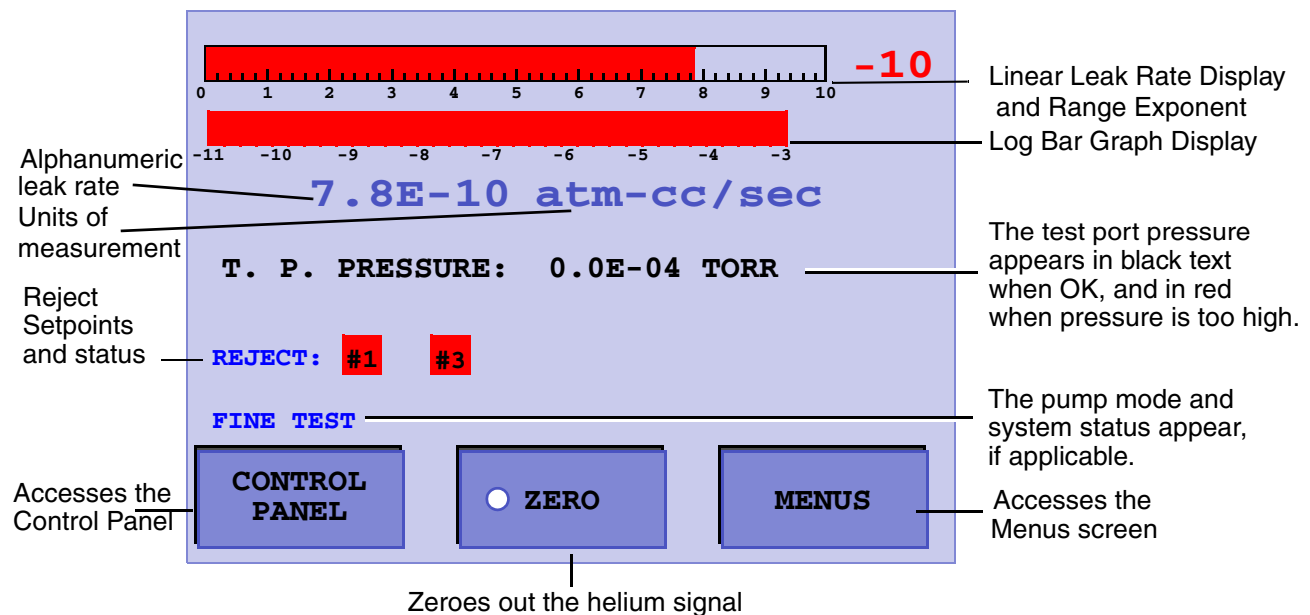 -10
0 1 2 3 4 5 6 7 8 9 10
-11 -10 -9 -8 -7 -6 -5 -4 -3
7.8E-10 atm-cc/sec
T. P. PRESSURE: 0.0E-04 TORR
REJECT: #1 #3
FINE TEST
CONTROL
PANEL
ZERO
MENUS
Alphanumeric
leak rate
Units of
measurement
Reject
Setpoints
and status
Accesses the
Control Panel
Linear Leak Rate Display
and Range Exponent
Log Bar Graph Display
The test port pressure
appears in black text
when OK, and in red
when pressure is too high.
The pump mode and
system status appear,
if applicable.
Accesses the
Menus screen
Zeroes out the helium signal